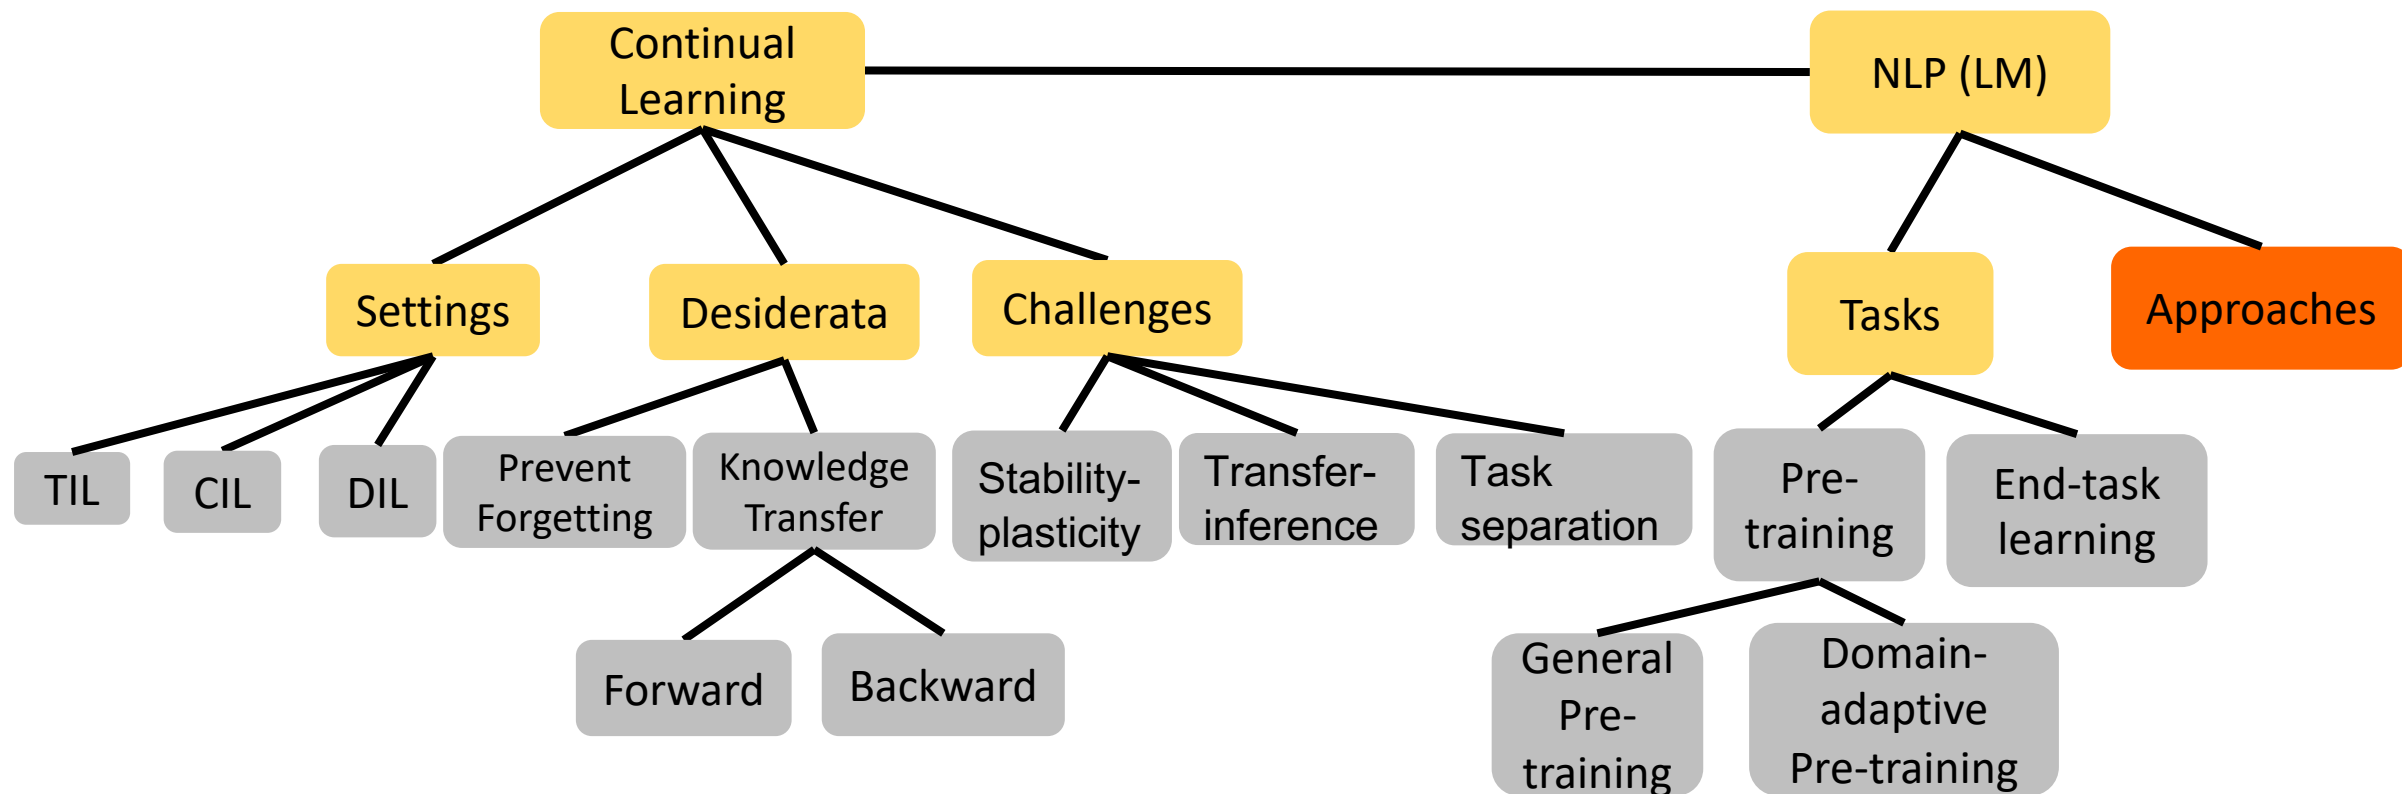 Continual
Learning
NLP (LM)
Settings
Desiderata
Challenges
Tasks
Approaches
TIL
CIL
DIL
Prevent
Forgetting
Knowledge
Transfer
Stability-
plasticity
Transfer-
inference
Task
separation
Pre-
training
End-task
learning
Forward
Backward
General
Pre-
training
Domain-
adaptive
Pre-training